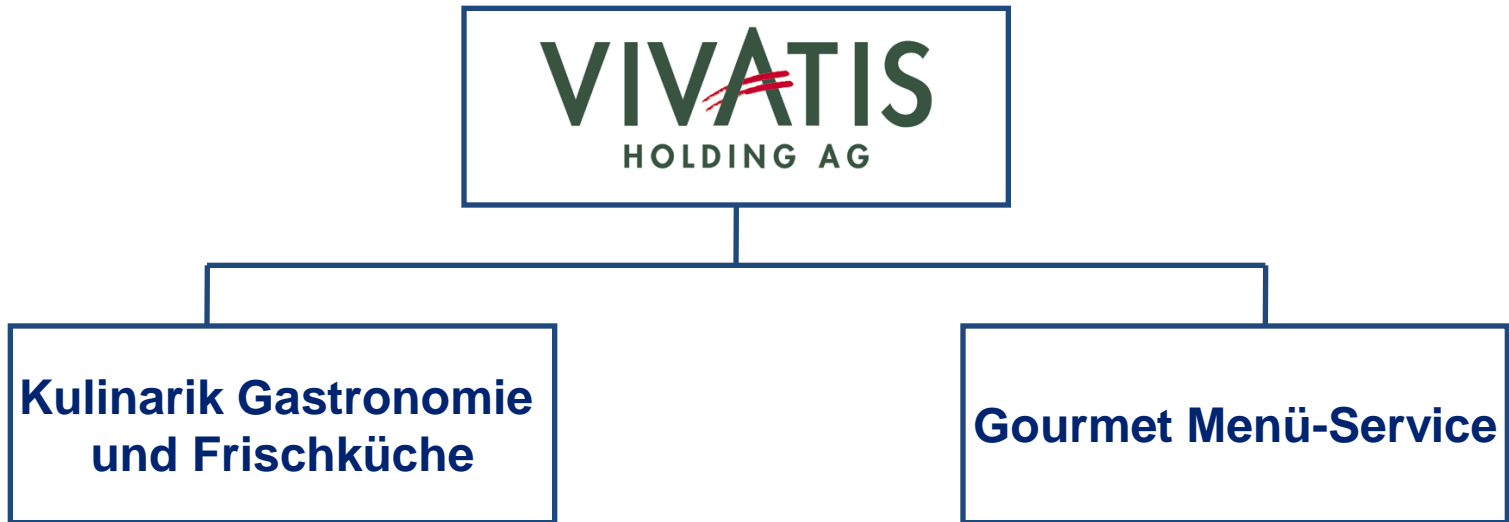 VIVATIS
HOLDING AG
Kulinarik Gastronomie
und Frischküche
Gourmet Menü-Service